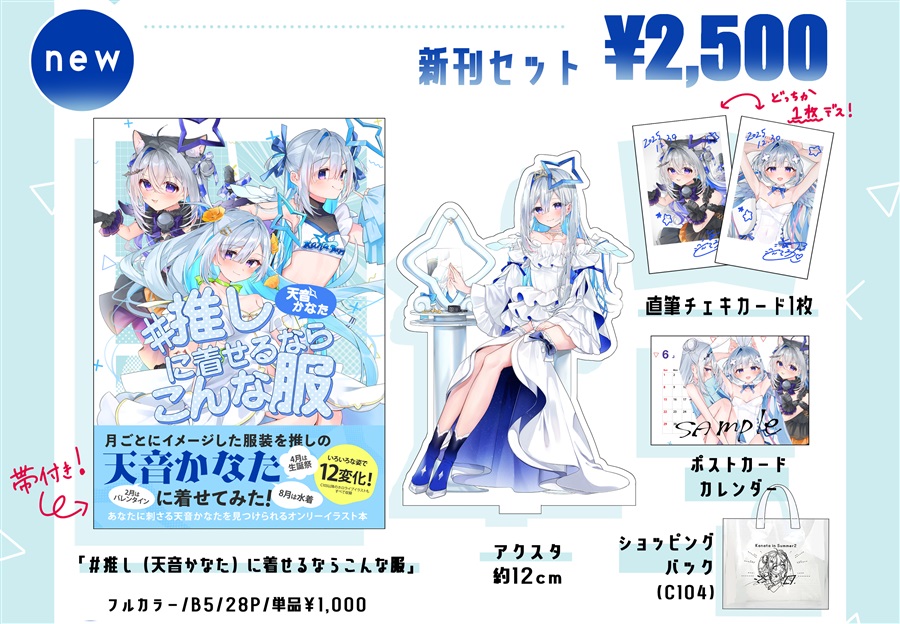 new
新刊セット ¥2,500
どっちか
1枚デス!
2025
12.30
2025
12.30
#推し
天音かなた
に着せるなら
こんな服
月ごとにイメージした服装を推しの
天音かなた
4月は
生誕祭
2月は
バレンタイン
に着せてみた!
8月は水着
いろいろな姿で
12変化!
あなたに刺さる天音かなたを見つけられるオンリーイラスト本
帯付き!
「#推し(天音かなた)に着せるならこんな服」
フルカラー/B5/28P/単品¥1,000
アクスタ
約12cm
直筆チェキカード1枚
6
SAMPLE
ポストカード
カレンダー
ショッピング
バック
(C104)
Kanata in Summer2